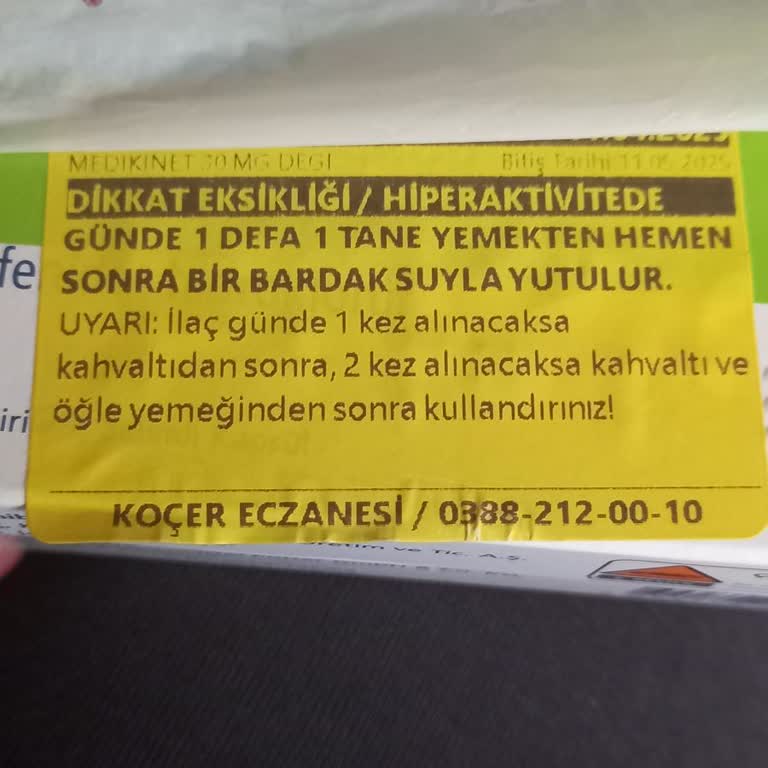 MEDIKINET 30 MG DEGI Bitiş Tarihi:11.05.2025
DİKKAT EKSİKLİĞİ / HİPERAKTİVİTEDE
GÜNDE 1 DEFA 1 TANE YEMEKTEN HEMEN
SONRA BİR BARDAK SUYLA YUTULUR.
UYARI: İlaç günde 1 kez alınacaksa
kahvaltıdan sonra, 2 kez alınacaksa kahvaltı ve
öğle yemeğinden sonra kullandırınız!
KOÇER ECZANESİ / 0388-212-00-10
ve Tic. A.Ş.